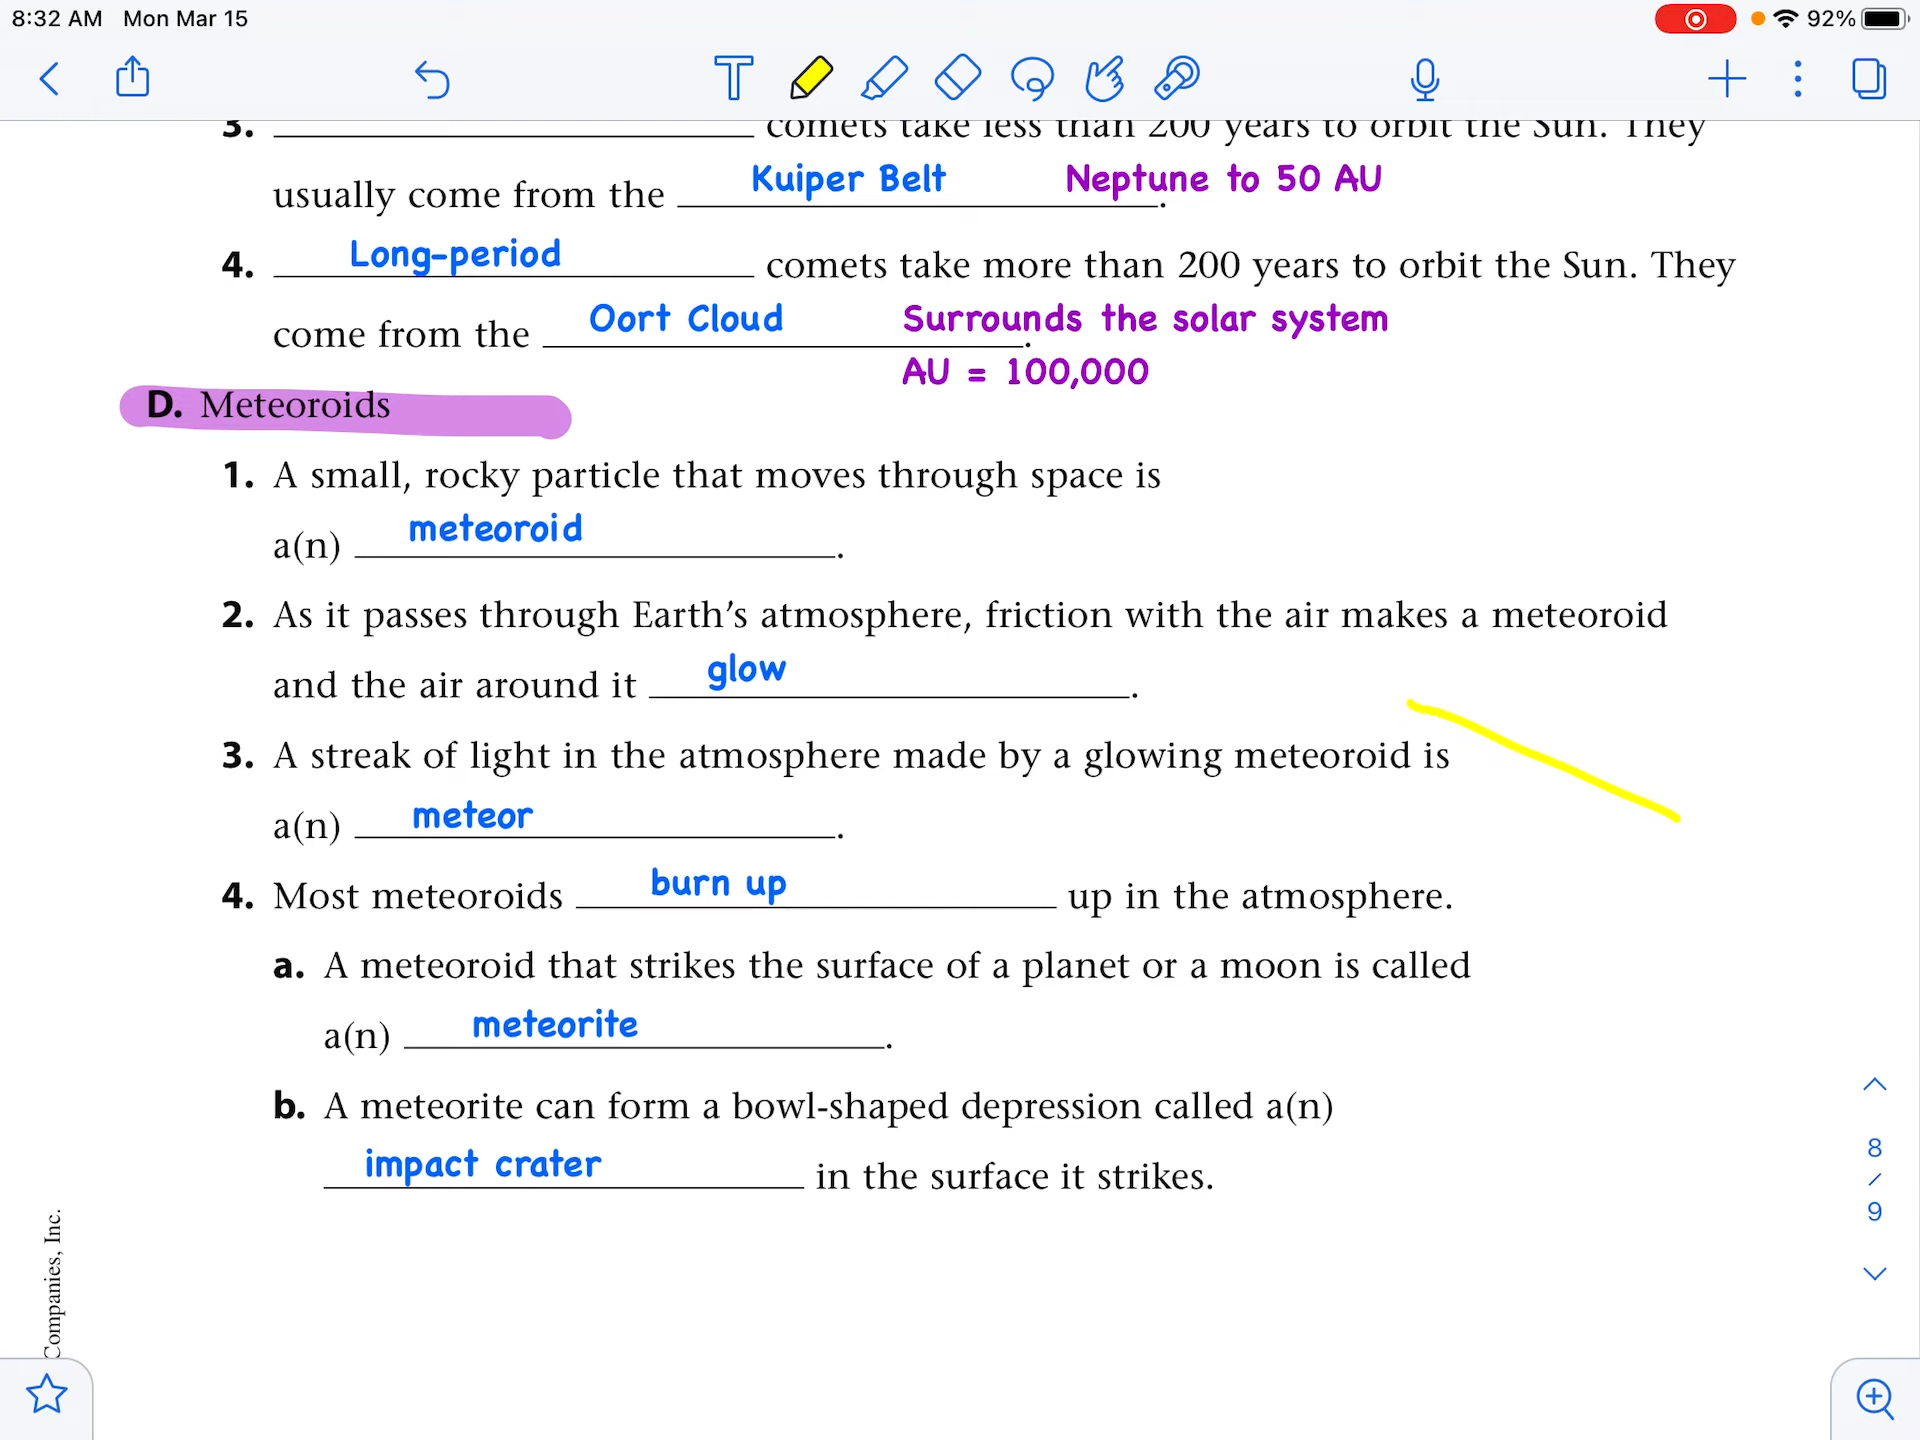 8:32 AM Mon Mar 15 92%
3. ____ comets take less than 200 years to orbit the Sun. They
usually come from the Kuiper Belt. Neptune to 50 AU
4. Long-period comets take more than 200 years to orbit the Sun. They
come from the Oort Cloud. Surrounds the solar system
AU = 100,000
D. Meteoroids
1. A small, rocky particle that moves through space is
a(n) meteoroid.
2. As it passes through Earth's atmosphere, friction with the air makes a meteoroid
and the air around it glow.
3. A streak of light in the atmosphere made by a glowing meteoroid is
a(n) meteor.
4. Most meteoroids burn up up in the atmosphere.
a. A meteoroid that strikes the surface of a planet or a moon is called
a(n) meteorite.
b. A meteorite can form a bowl-shaped depression called a(n)
impact crater in the surface it strikes.
Companies, Inc.
8
/
9